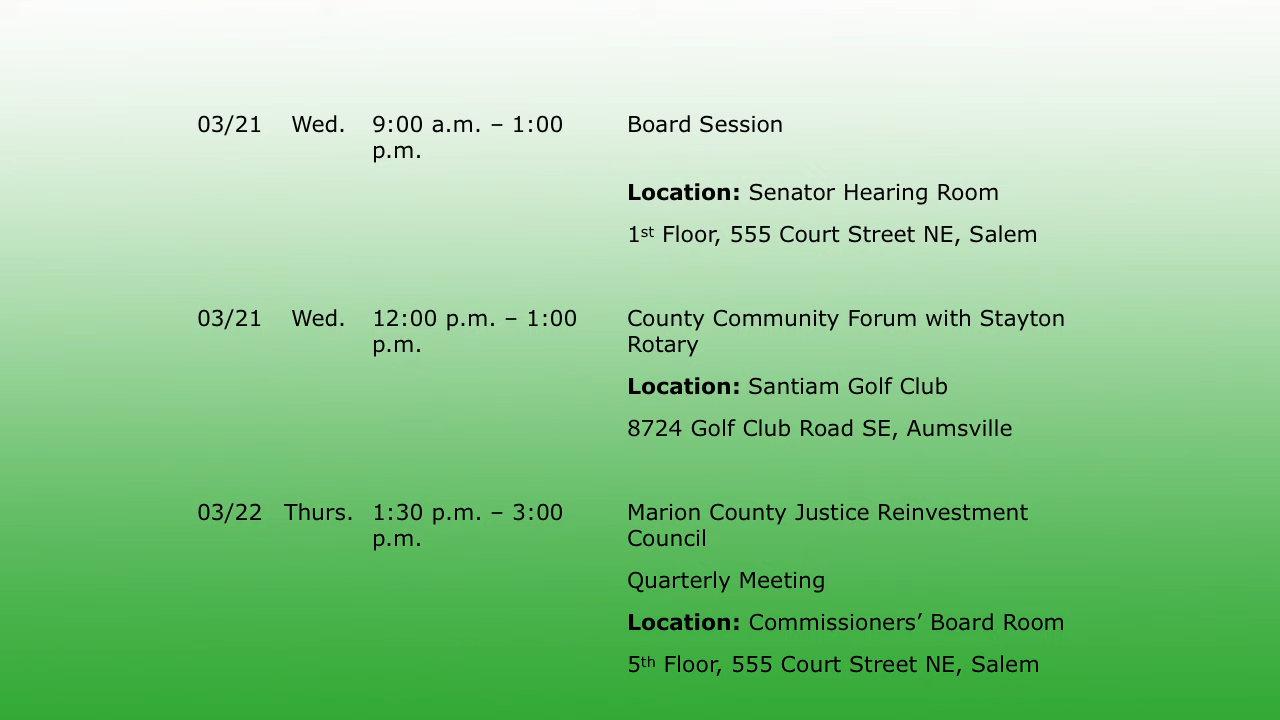 03/21 Wed. 9:00 a.m. – 1:00 Board Session
p.m.
Location: Senator Hearing Room
1st Floor, 555 Court Street NE, Salem
03/21 Wed. 12:00 p.m. – 1:00 County Community Forum with Stayton
p.m. Rotary
Location: Santiam Golf Club
8724 Golf Club Road SE, Aumsville
03/22 Thurs. 1:30 p.m. – 3:00 Marion County Justice Reinvestment
p.m. Council
Quarterly Meeting
Location: Commissioners’ Board Room
5th Floor, 555 Court Street NE, Salem